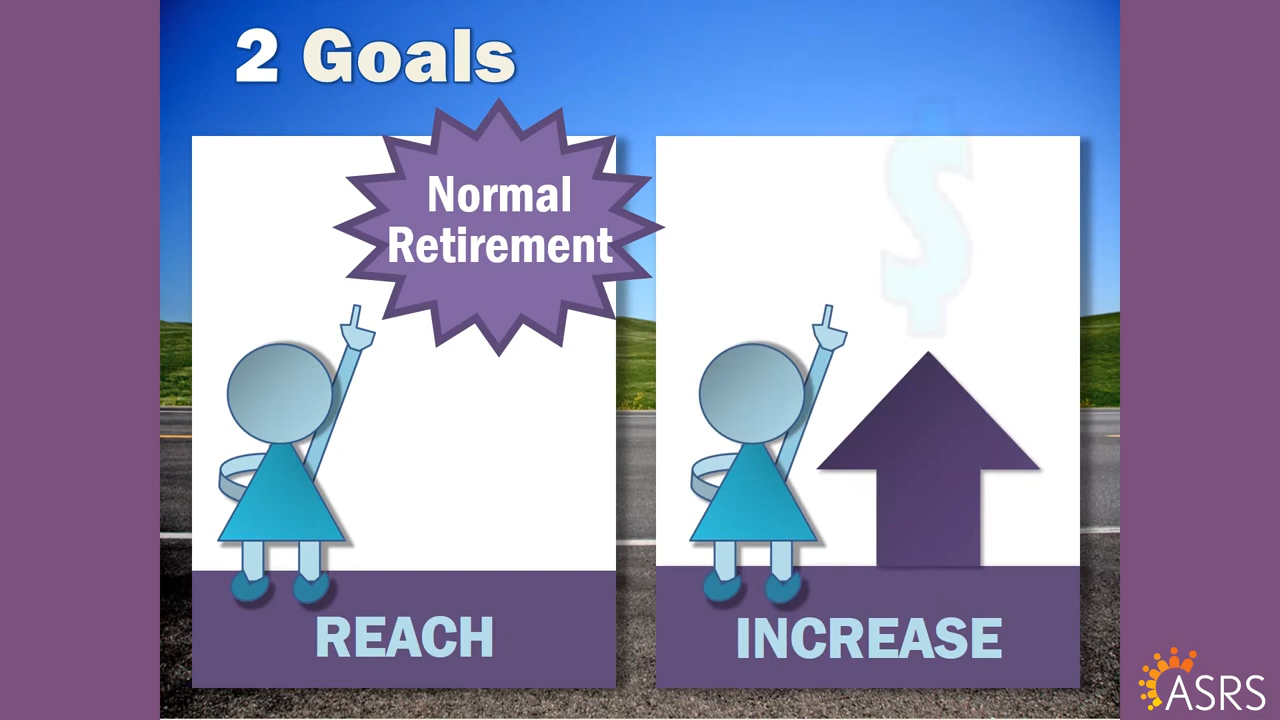 2 Goals
Normal
Retirement
$
REACH
INCREASE
ASRS